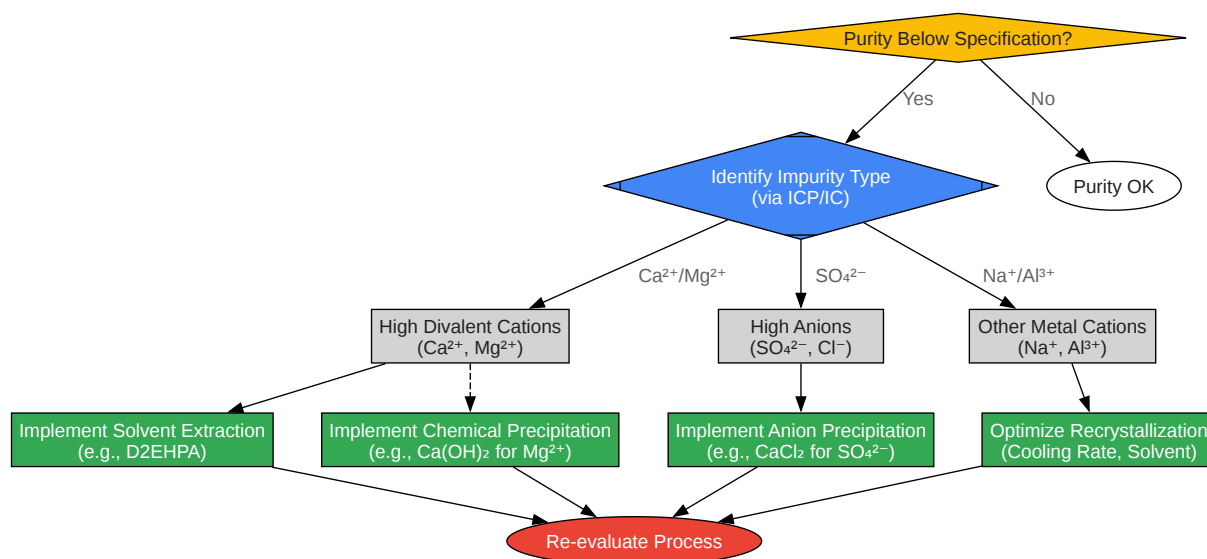 Purity Below Specification?
Yes
No
Identify Impurity Type
(via ICP/IC)
Purity OK
Ca²⁺/Mg²⁺
SO₄²⁻
Na⁺/Al³⁺
High Divalent Cations
(Ca²⁺, Mg²⁺)
High Anions
(SO₄²⁻, Cl⁻)
Other Metal Cations
(Na⁺, Al³⁺)
Implement Solvent Extraction
(e.g., D2EHPA)
Implement Chemical Precipitation
(e.g., Ca(OH)₂ for Mg²⁺)
Implement Anion Precipitation
(e.g., CaCl₂ for SO₄²⁻)
Optimize Recrystallization
(Cooling Rate, Solvent)
Re-evaluate Process